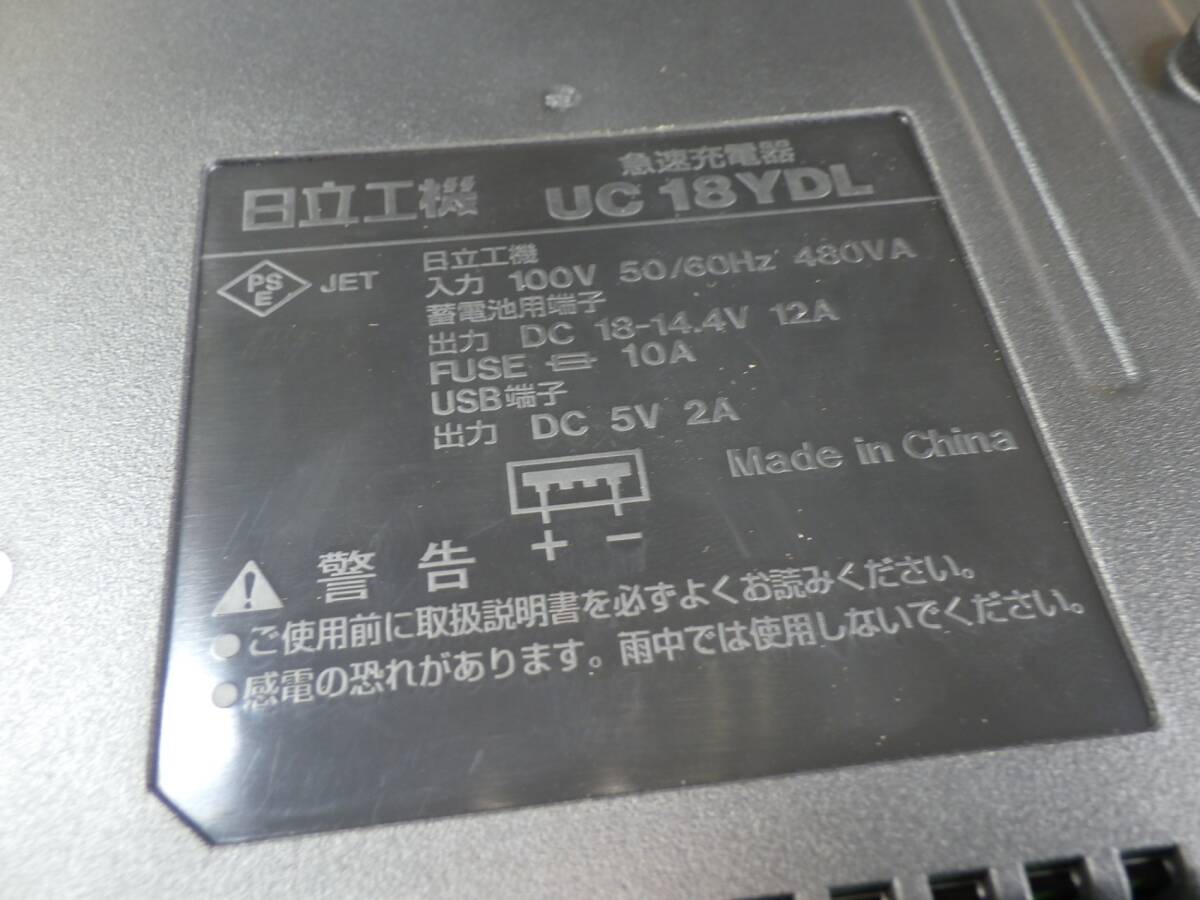 急速充電器
日立工機 UC 18YDL
PS
E
JET
日立工機
入力 100V 50/60Hz 480VA
蓄電池用端子
出力 DC 18-14.4V 12A
FUSE 10A
USB端子
出力 DC 5V 2A
Made in China
+ −
警告
●ご使用前に取扱説明書を必ずよくお読みください。
●感電の恐れがあります。雨中では使用しないでください。